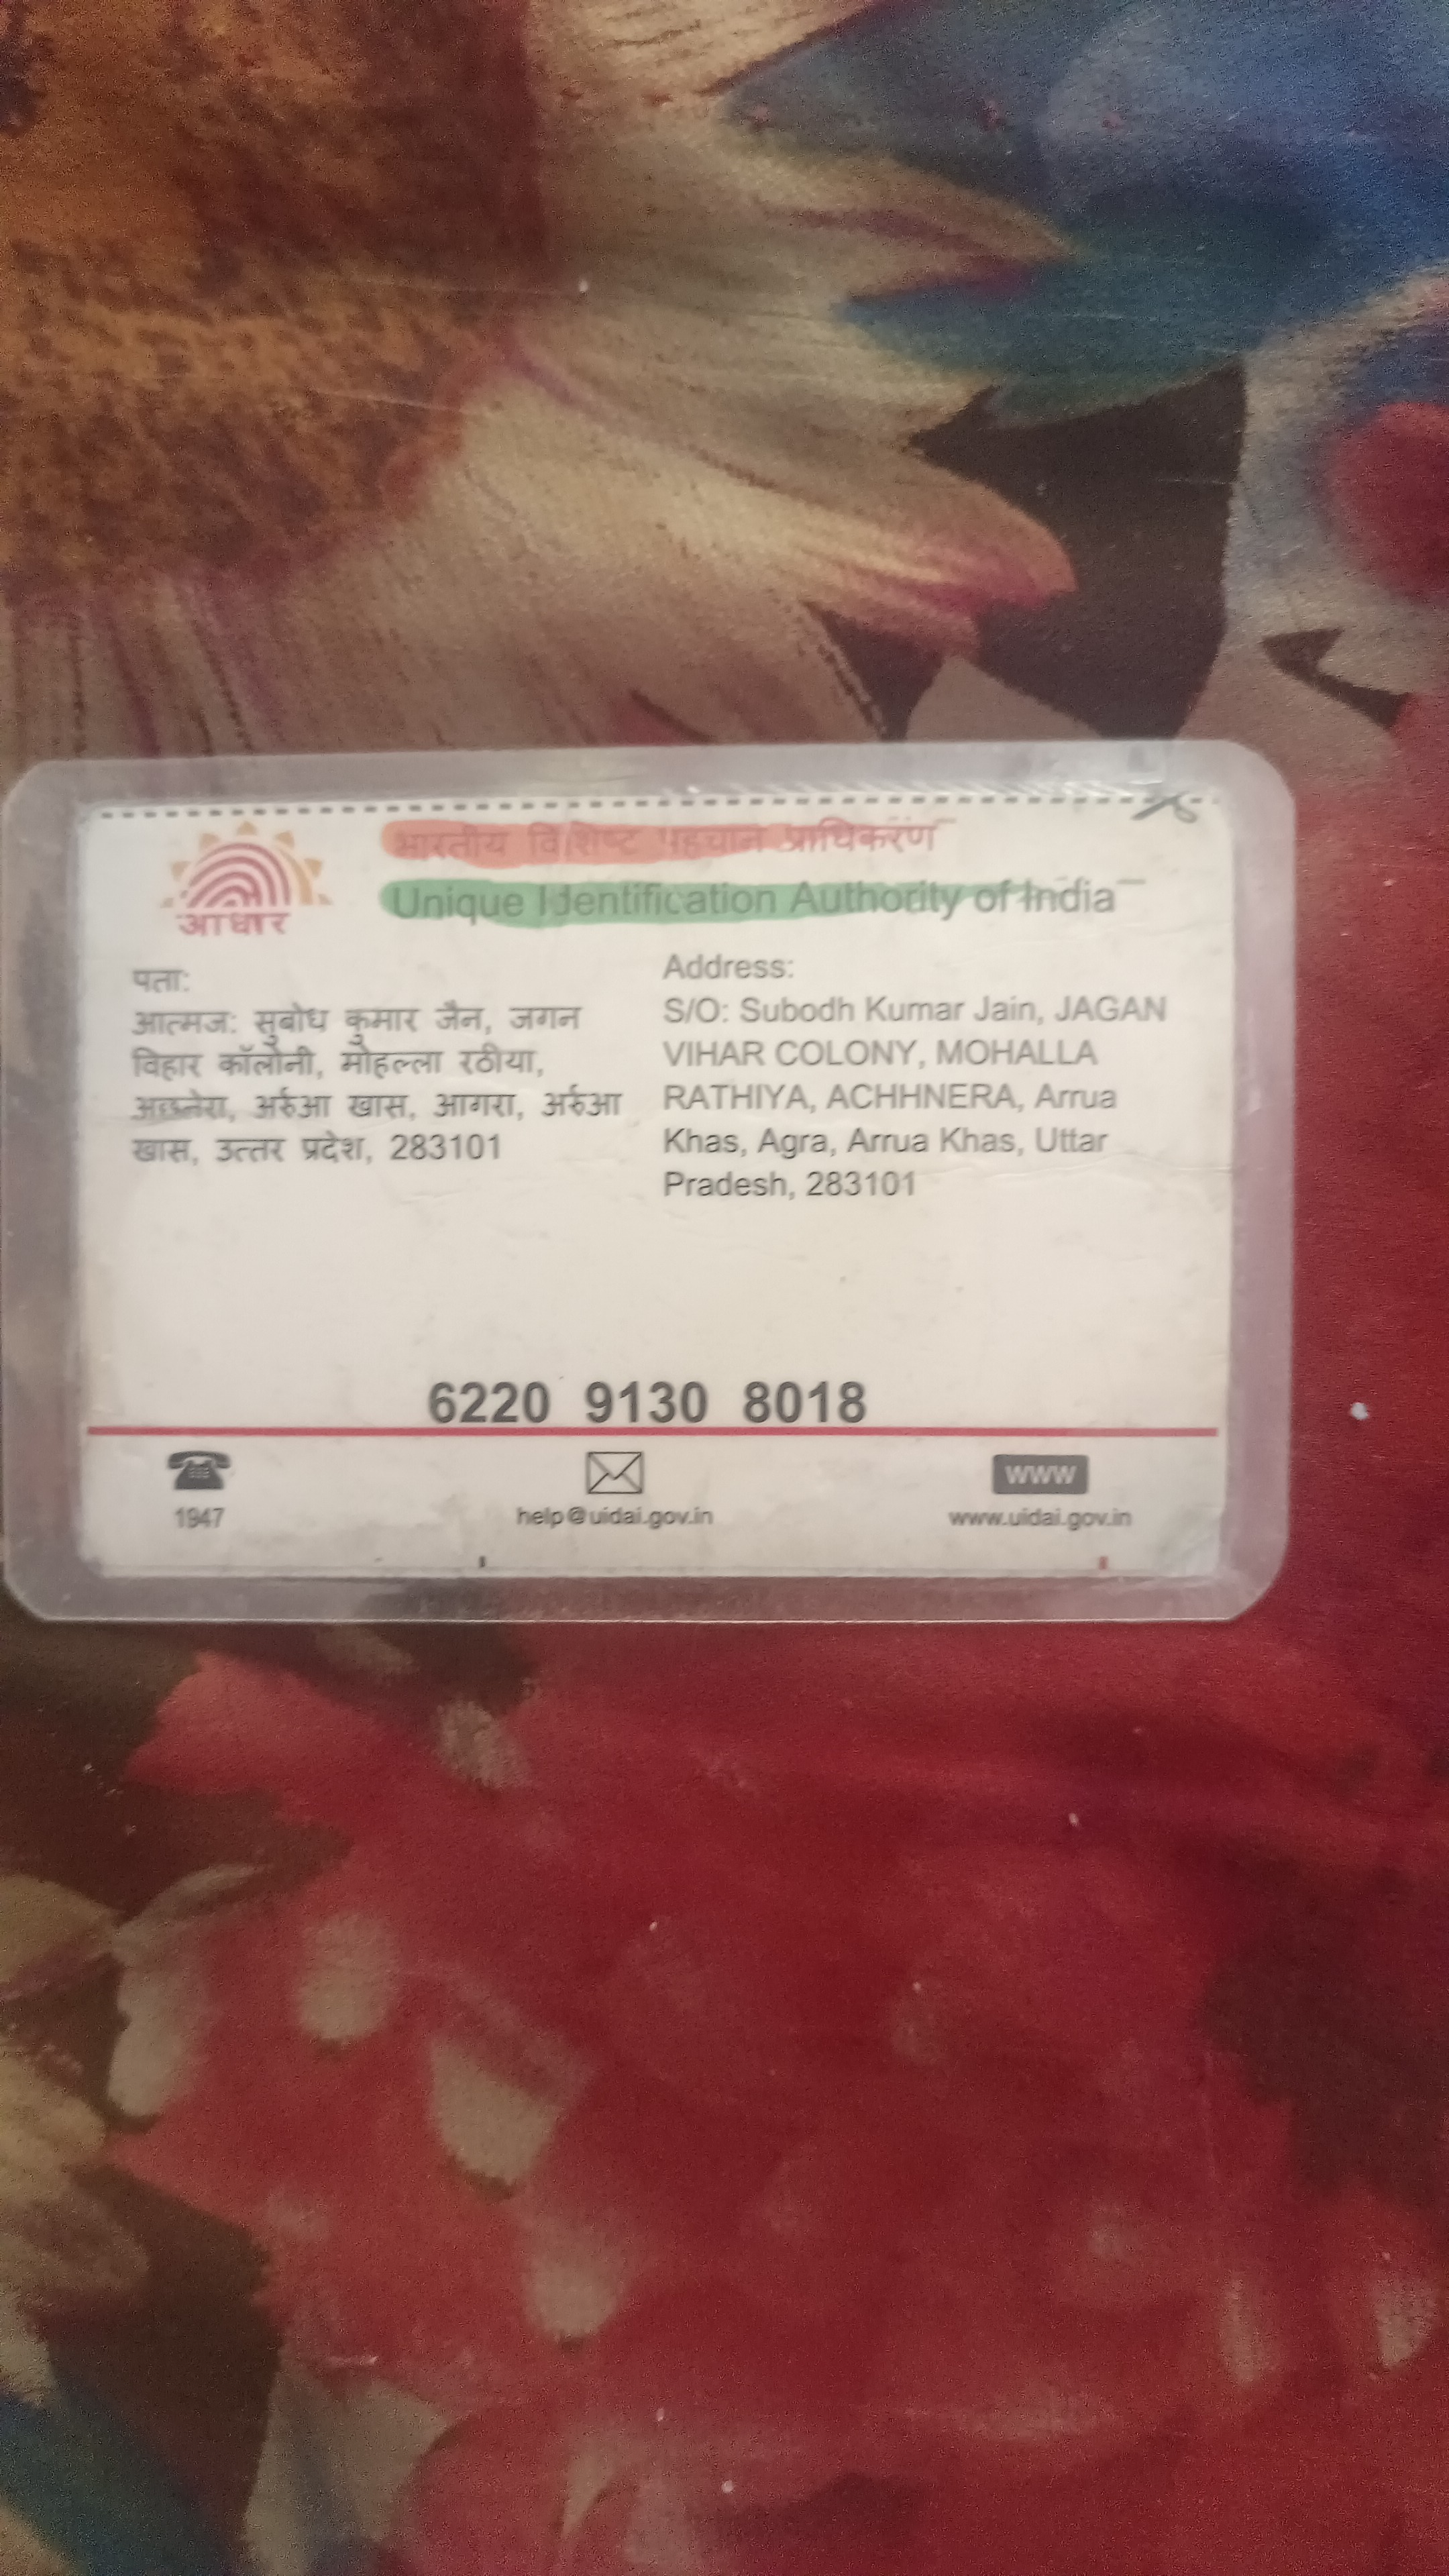 भारतीय विशिष्ट पहचान प्राधिकरण
Unique Identification Authority of India
आधार
पता:
आत्मज: सुबोध कुमार जैन, जगन
विहार कॉलोनी, मोहल्ला रठीया,
अछनेरा, अर्रुआ खास, आगरा, अर्रुआ
खास, उत्तर प्रदेश, 283101
Address:
S/O: Subodh Kumar Jain, JAGAN
VIHAR COLONY, MOHALLA
RATHIYA, ACHHNERA, Arrua
Khas, Agra, Arrua Khas, Uttar
Pradesh, 283101
6220 9130 8018
WWW
1947
help@uidai.gov.in
www.uidai.gov.in